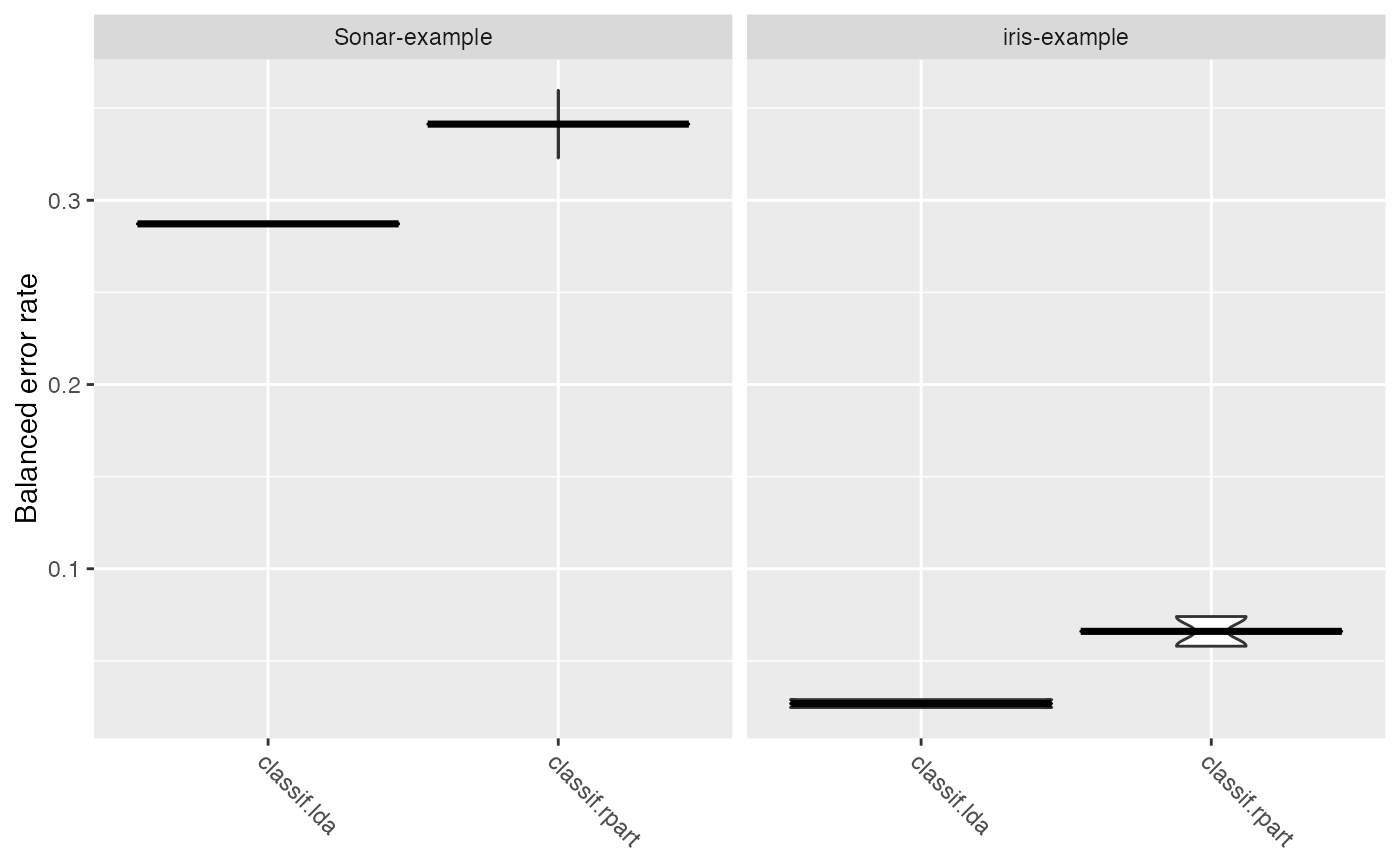 Sonar-example
iris-example
Balanced error rate
0.3
0.2
0.1
classif.lda
classif.rpart
classif.lda
classif.rpart